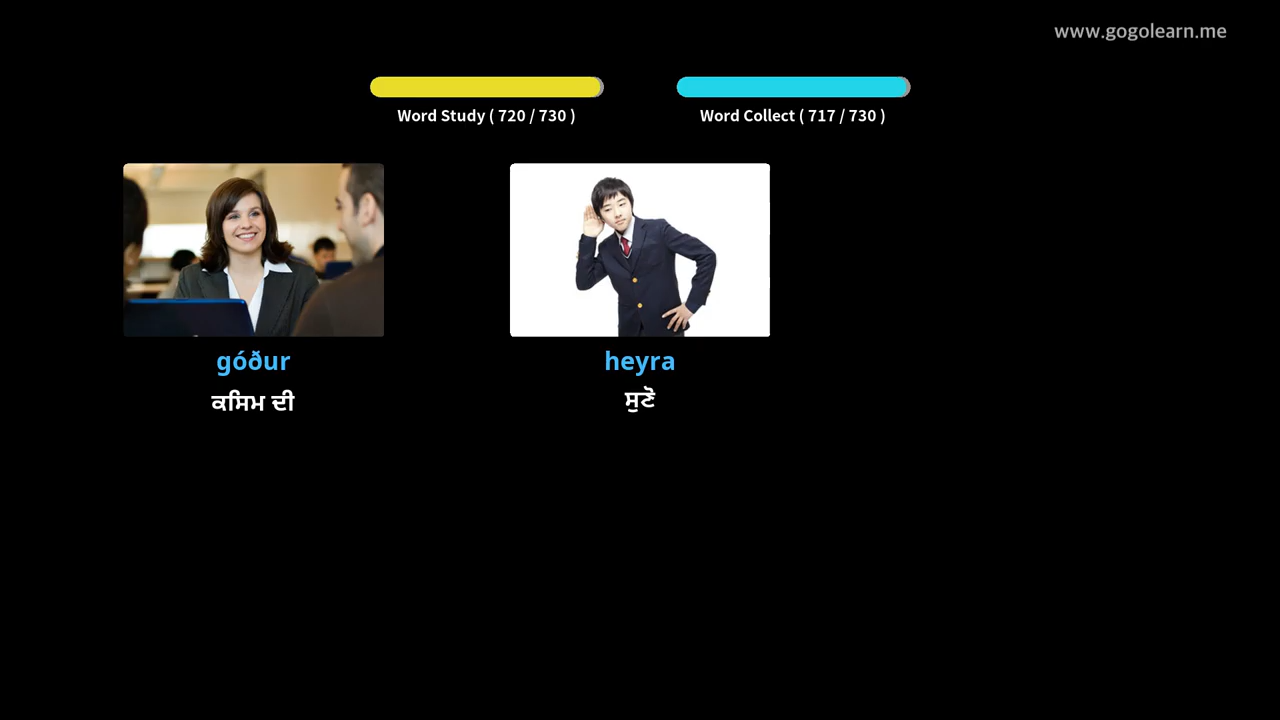 www.gogolearn.me
Word Study ( 720 / 730 )
Word Collect ( 717 / 730 )
góður
heyra
ਕਸਿਮ ਦੀ
ਸੁਣੋ